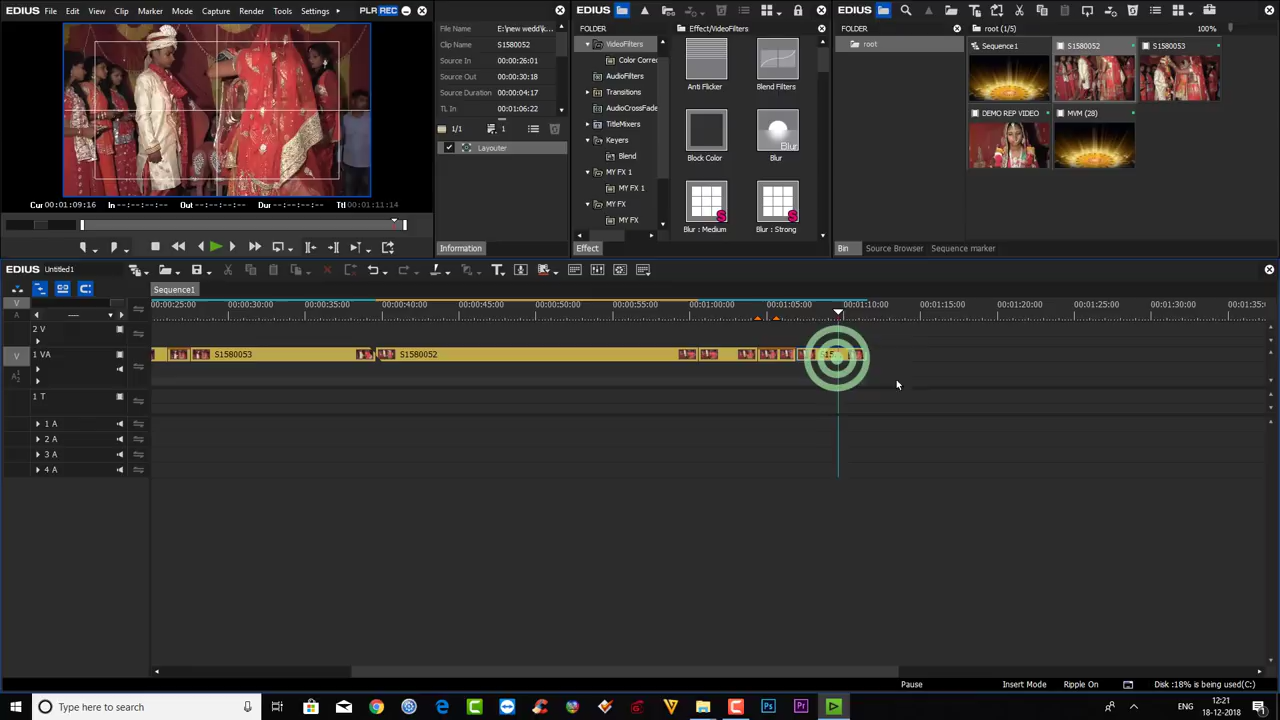 EDIUS File Edit View Clip Marker Mode Capture Render Tools Settings PLR REC
Cur 00:01:09:16 In --:--:--:-- Out --:--:--:-- Dur --:--:--:-- Ttl 00:01:11:14
File Name E:\new wedd\k...
Clip Name S1580052
Source In 00:00:26:01
Source Out 00:00:30:18
Source Duration 00:00:04:17
TL In 00:01:06:22
1/1 1
Layouter
Information
EDIUS
FOLDER Effect/VideoFilters
VideoFilters
Color Correc
AudioFilters
Transitions
AudioCrossFade
TitleMixers
Keyers
Blend
MY FX 1
MY FX 1
MY FX
MY FX
Anti Flicker Blend Filters
Block Color Blur
Blur
Blur : Medium Blur : Strong
S S
Effect
EDIUS
FOLDER root (1/5) 100%
root
Sequence1 S1580052 S1580053
DEMO REP VIDEO MVM (28)
Bin Source Browser Sequence marker
EDIUS Untitled1
Sequence1
00:00:25:00 00:00:30:00 00:00:35:00 00:00:40:00 00:00:45:00 00:00:50:00 00:00:55:00 00:01:00:00 00:01:05:00 00:01:10:00 00:01:15:00 00:01:20:00 00:01:25:00 00:01:30:00 00:01:35:0
V
A
2 V
V 1 VA S1580053 S1580052
1 T
1 A
2 A
3 A
4 A
Pause Insert Mode Ripple On Disk :18% is being used(C:)
Type here to search
Ps Pr
ENG 12:21
18-12-2018